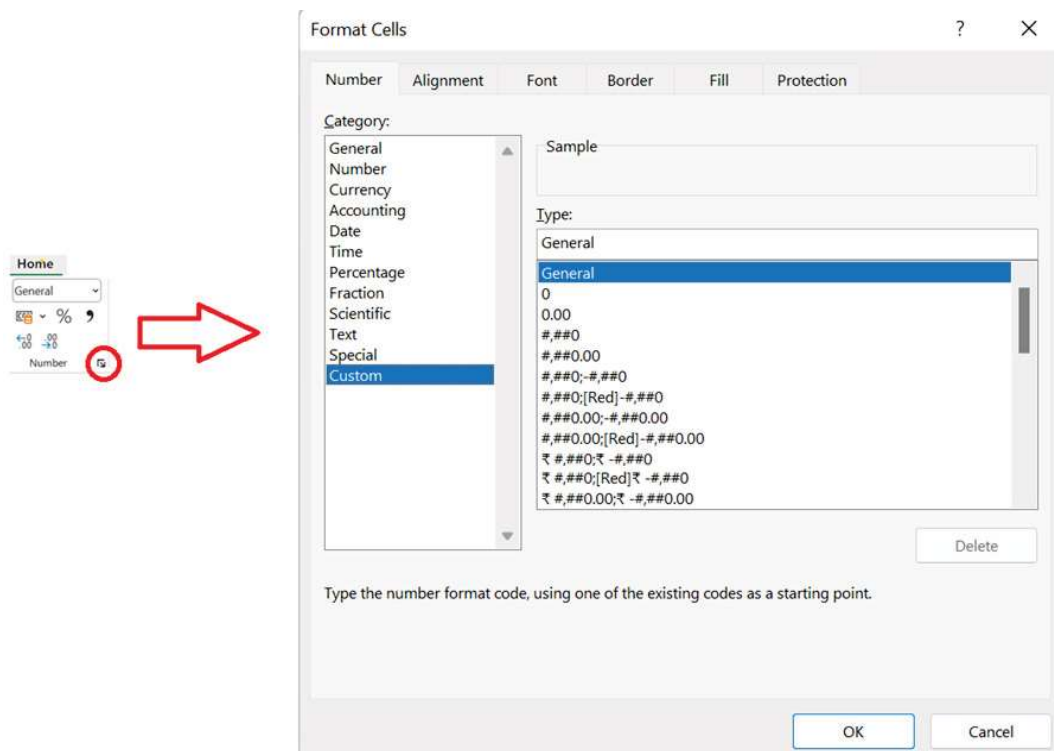 Home
General
%
Number
Format Cells
Number Alignment Font Border Fill Protection
Category:
General
Number
Currency
Accounting
Date
Time
Percentage
Fraction
Scientific
Text
Special
Custom
Sample
Type:
General
General
0
0.00
#,##0
#,##0.00
#,##0;-#,##0
#,##0;[Red]-#,##0
#,##0.00;-#,##0.00
#,##0.00;[Red]-#,##0.00
₹ #,##0;₹ -#,##0
₹ #,##0;[Red]₹ -#,##0
₹ #,##0.00;₹ -#,##0.00
Delete
Type the number format code, using one of the existing codes as a starting point.
OK Cancel